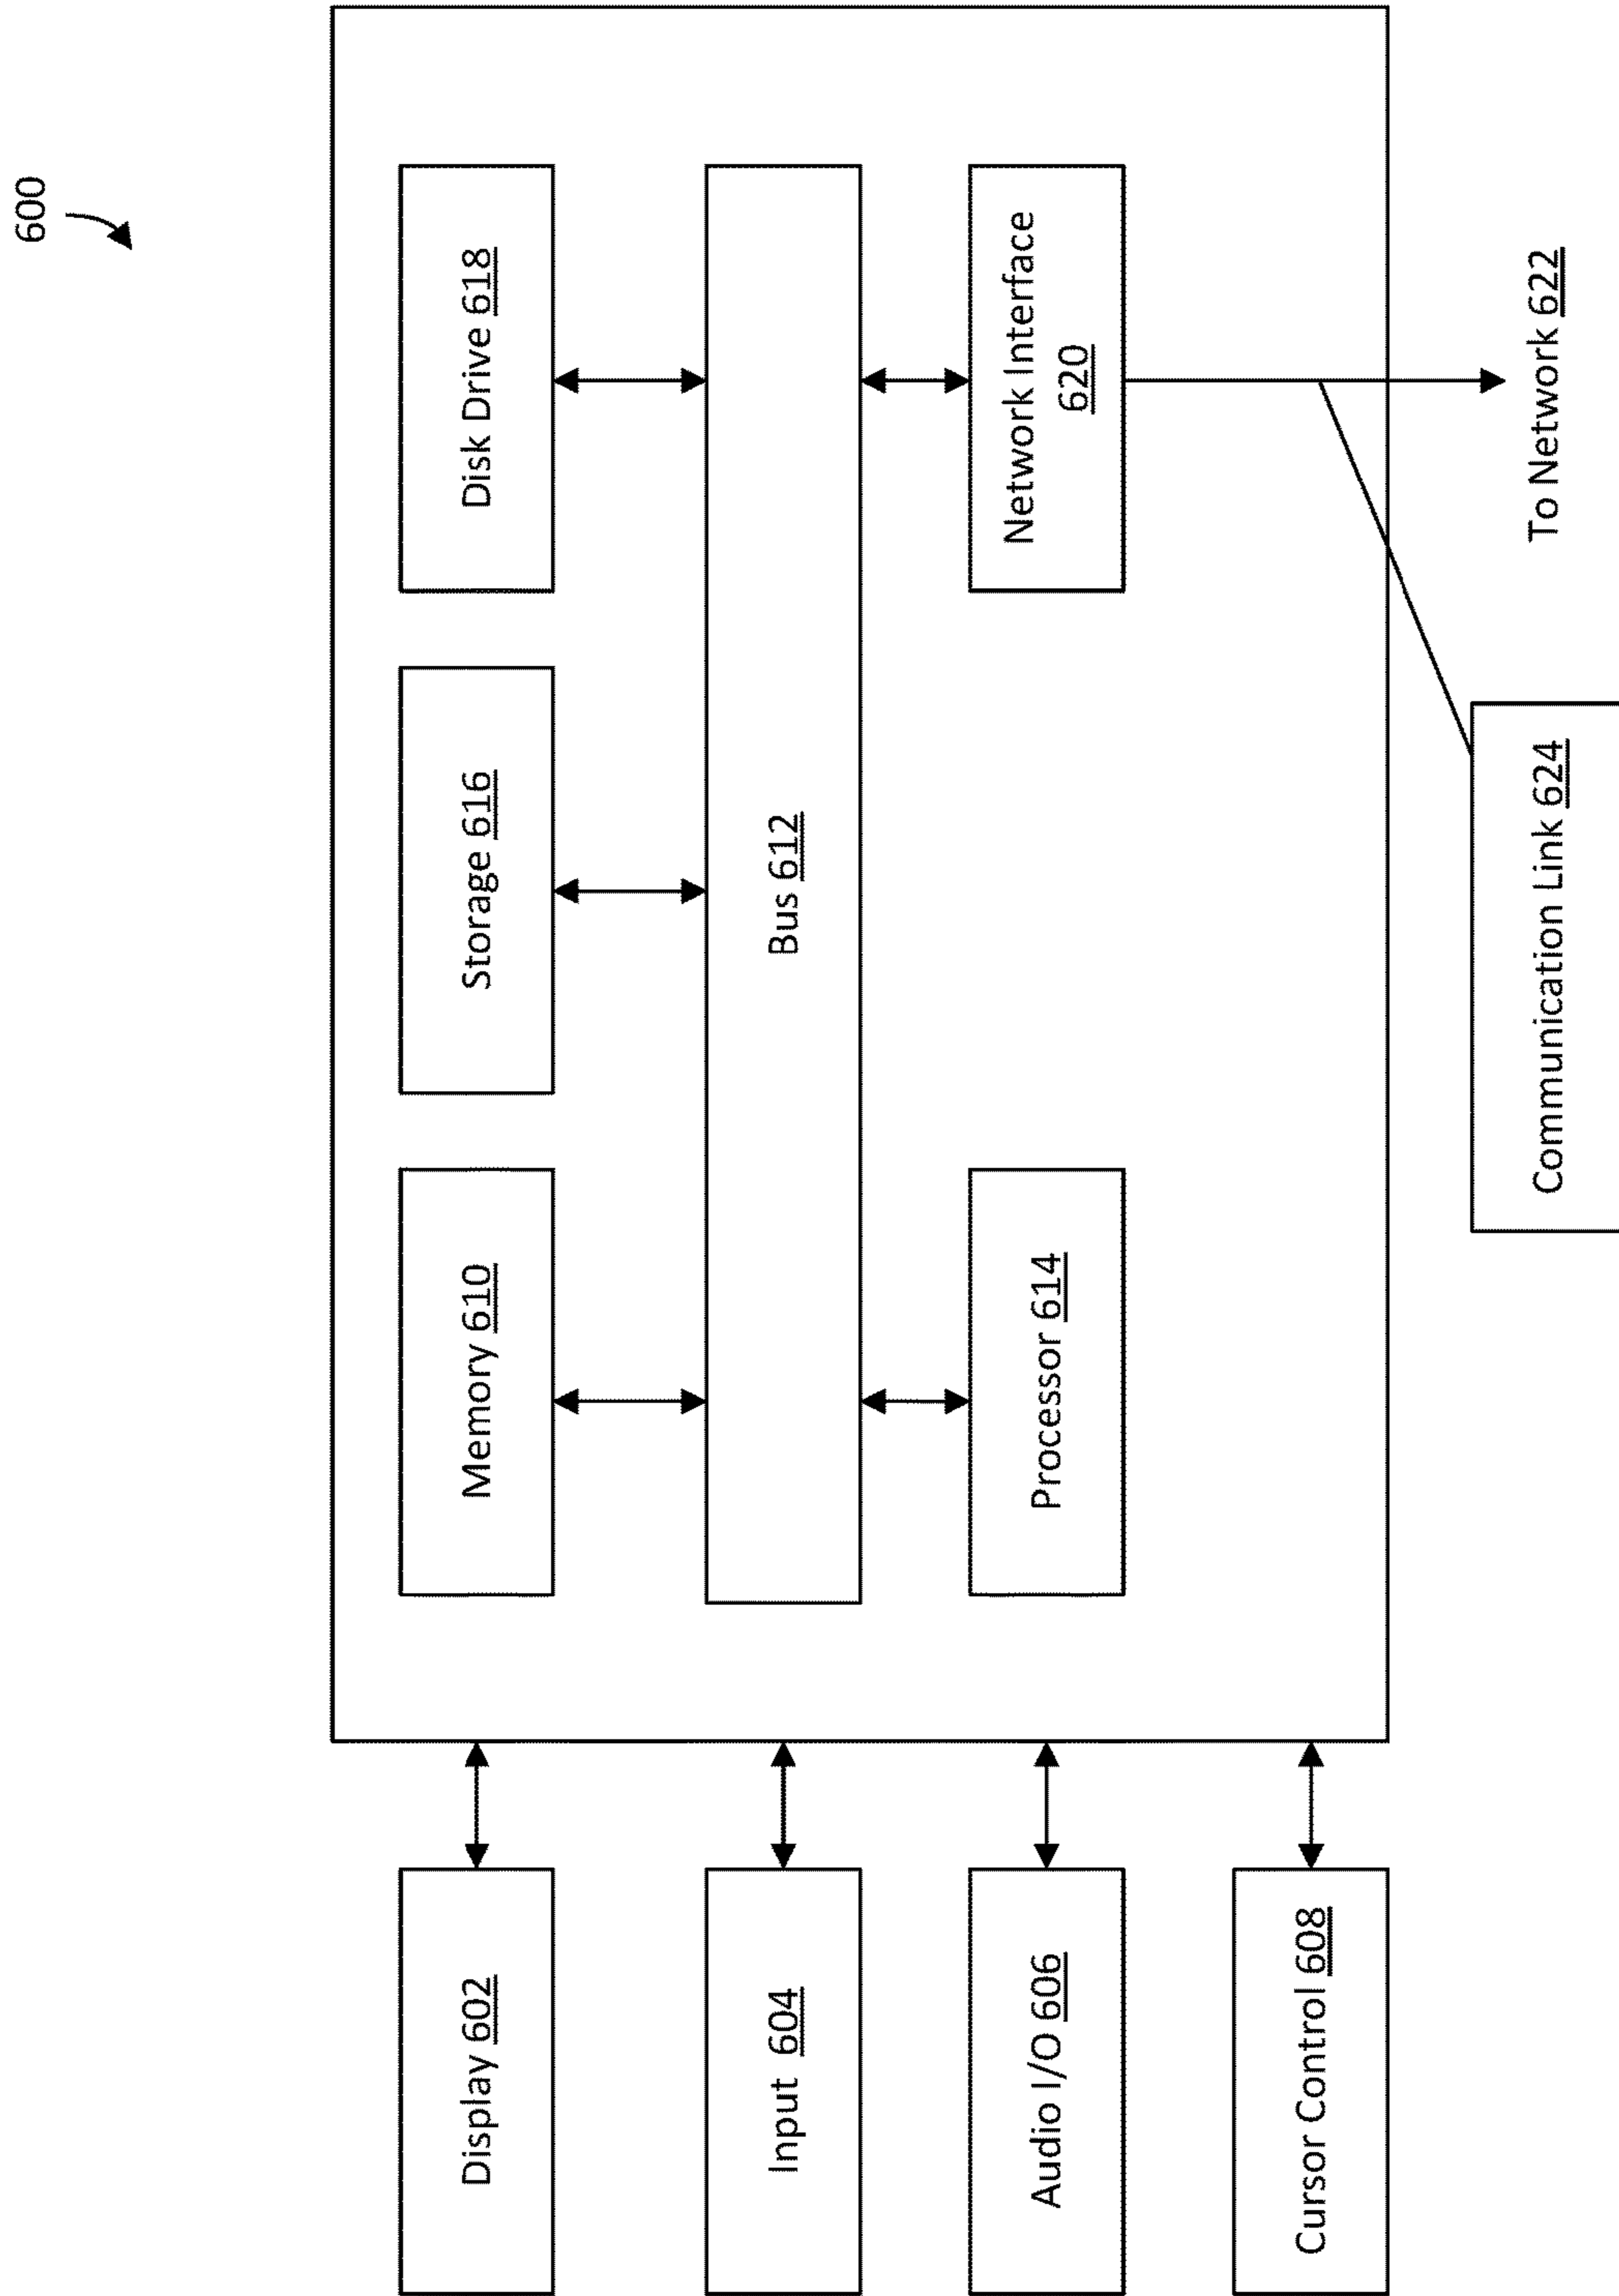 600
Display 602
Memory 610
Storage 616
Disk Drive 618
Input 604
Bus 612
Audio I/O 606
Processor 614
Network Interface
620
Cursor Control 608
Communication Link 624
To Network 622